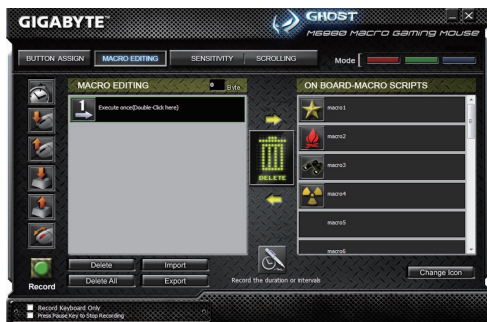 GIGABYTE™
GHOST
M6980 Macro Gaming Mouse
BUTTON ASSIGN
MACRO EDITING
SENSITIVITY
SCROLLING
Mode
MACRO EDITING
0 Byte
1 Execute once(Double-Click here)
DELETE
ON BOARD-MACRO SCRIPTS
macro1
macro2
macro3
macro4
macro5
macro6
Record
Delete
Import
Delete All
Export
Record the duration or intervals
Change Icon
Record Keyboard Only
Press Pause Key to Stop Recording